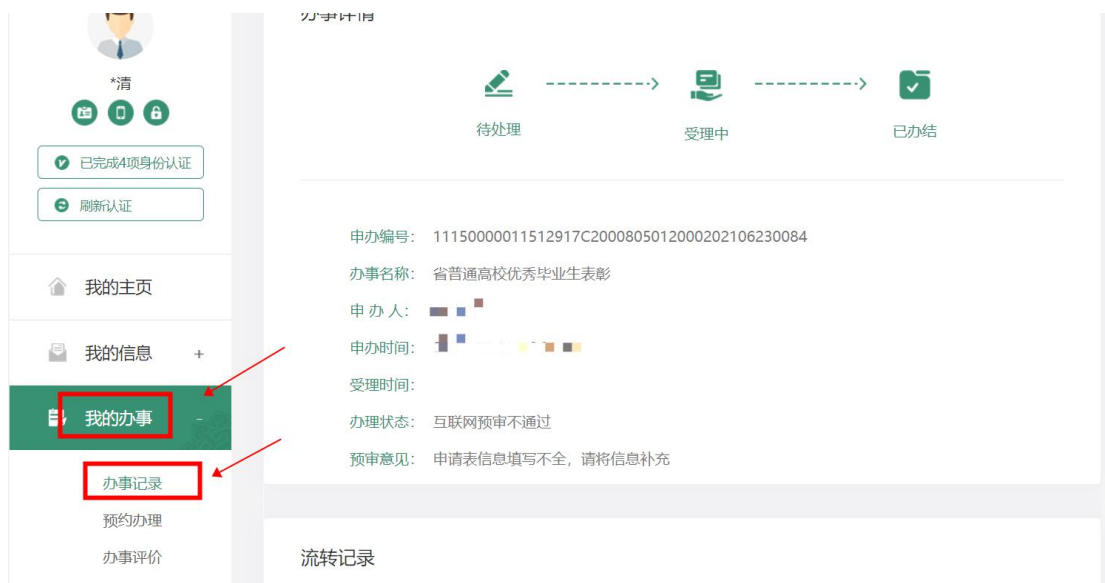 办事详情
*清
已完成4项身份认证
刷新认证
我的主页
我的信息 +
我的办事 -
办事记录
预约办理
办事评价
待处理
受理中
已办结
申办编号： 11150000011512917C2000805012000202106230084
办事名称： 省普通高校优秀毕业生表彰
申 办 人：
申办时间：
受理时间：
办理状态： 互联网预审不通过
预审意见： 申请表信息填写不全，请将信息补充
流转记录